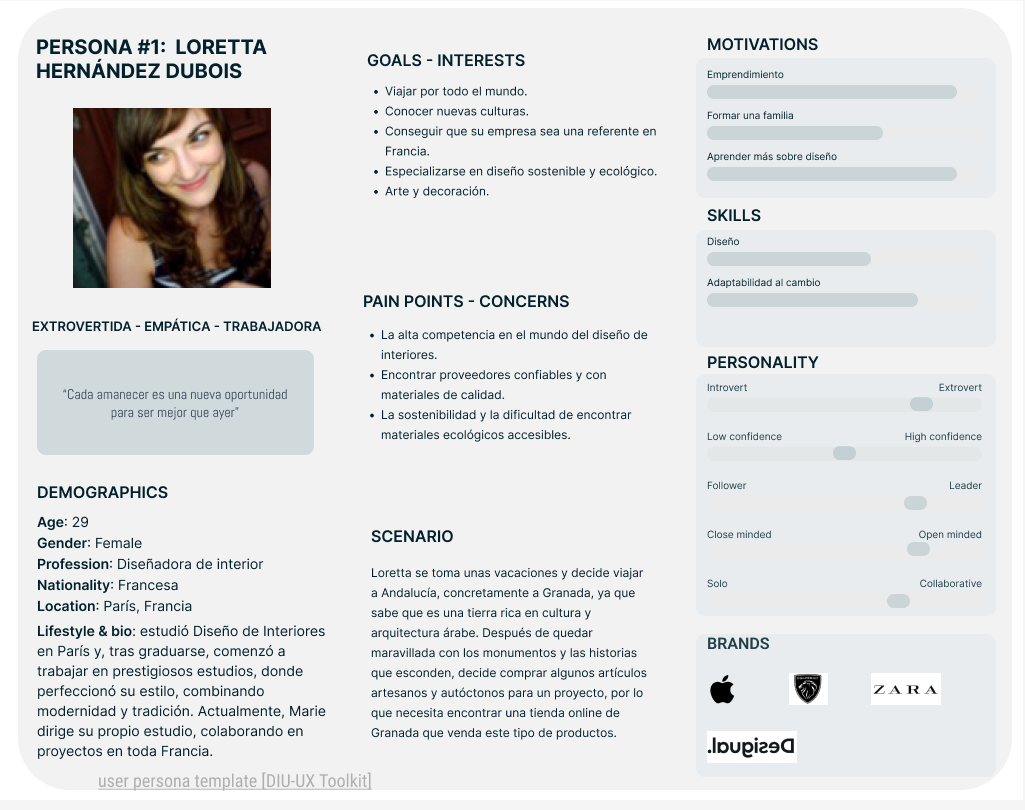 PERSONA #1: LORETTA
HERNÁNDEZ DUBOIS
EXTROVERTIDA - EMPÁTICA - TRABAJADORA
“Cada amanecer es una nueva oportunidad
para ser mejor que ayer”
DEMOGRAPHICS
Age: 29
Gender: Female
Profession: Diseñadora de interior
Nationality: Francesa
Location: París, Francia
Lifestyle & bio: estudió Diseño de Interiores
en París y, tras graduarse, comenzó a
trabajar en prestigiosos estudios, donde
perfeccionó su estilo, combinando
modernidad y tradición. Actualmente, Marie
dirige su propio estudio, colaborando en
proyectos en toda Francia.
user persona template [DIU-UX Toolkit]
GOALS - INTERESTS
• Viajar por todo el mundo.
• Conocer nuevas culturas.
• Conseguir que su empresa sea una referente en
Francia.
• Especializarse en diseño sostenible y ecológico.
• Arte y decoración.
PAIN POINTS - CONCERNS
• La alta competencia en el mundo del diseño de
interiores.
• Encontrar proveedores confiables y con
materiales de calidad.
• La sostenibilidad y la dificultad de encontrar
materiales ecológicos accesibles.
SCENARIO
Loretta se toma unas vacaciones y decide viajar
a Andalucía, concretamente a Granada, ya que
sabe que es una tierra rica en cultura y
arquitectura árabe. Después de quedar
maravillada con los monumentos y las historias
que esconden, decide comprar algunos artículos
artesanos y autóctonos para un proyecto, por lo
que necesita encontrar una tienda online de
Granada que venda este tipo de productos.
MOTIVATIONS
Emprendimiento
Formar una familia
Aprender más sobre diseño
SKILLS
Diseño
Adaptabilidad al cambio
PERSONALITY
Introvert Extrovert
Low confidence High confidence
Follower Leader
Close minded Open minded
Solo Collaborative
BRANDS
PEUGEOT
ZARA
Desigual.